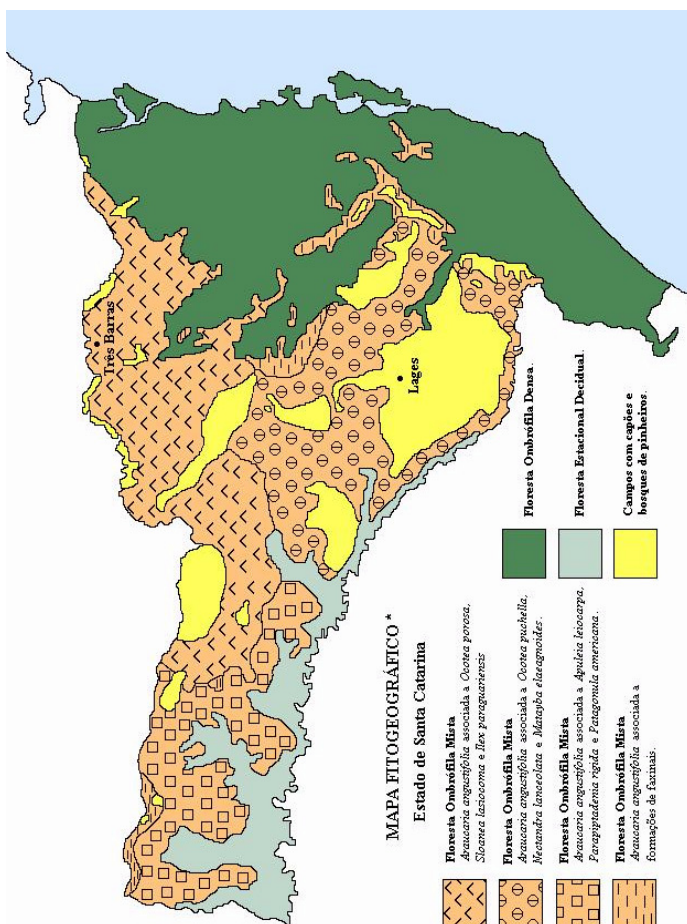 Três Barras
Lages
MAPA FITOGEOGRÁFICO *
Estado de Santa Catarina
Floresta Ombrófila Mista
Araucaria angustifolia associada a Ocotea porosa,
Sloanea lasiocoma e Ilex paraguariensis
Floresta Ombrófila Mista
Araucaria angustifolia associada a Ocotea puchella,
Nectandra lanceolata e Matayba elaeagnoides.
Floresta Ombrófila Mista
Araucaria angustifolia associada a Apuleia leiocarpa,
Parapiptadenia rigida e Patagonula americana.
Floresta Ombrófila Mista
Araucaria angustifolia associada a
formações de faxinais.
Floresta Ombrófila Densa.
Floresta Estacional Decidual.
Campos com capões e
bosques de pinheiros.